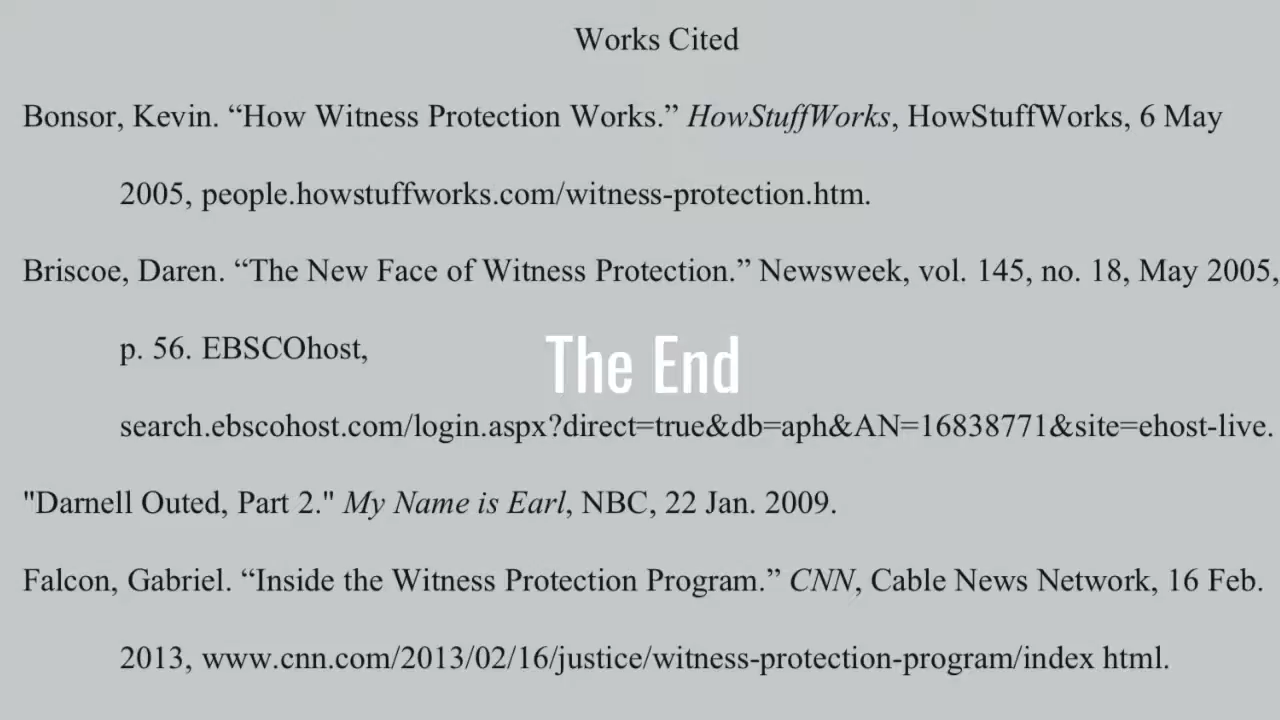 Works Cited
Bonsor, Kevin. “How Witness Protection Works.” HowStuffWorks, HowStuffWorks, 6 May
2005, people.howstuffworks.com/witness-protection.htm.
Briscoe, Daren. “The New Face of Witness Protection.” Newsweek, vol. 145, no. 18, May 2005,
p. 56. EBSCOhost,
The End
search.ebscohost.com/login.aspx?direct=true&db=aph&AN=16838771&site=ehost-live.
"Darnell Outed, Part 2." My Name is Earl, NBC, 22 Jan. 2009.
Falcon, Gabriel. “Inside the Witness Protection Program.” CNN, Cable News Network, 16 Feb.
2013, www.cnn.com/2013/02/16/justice/witness-protection-program/index html.